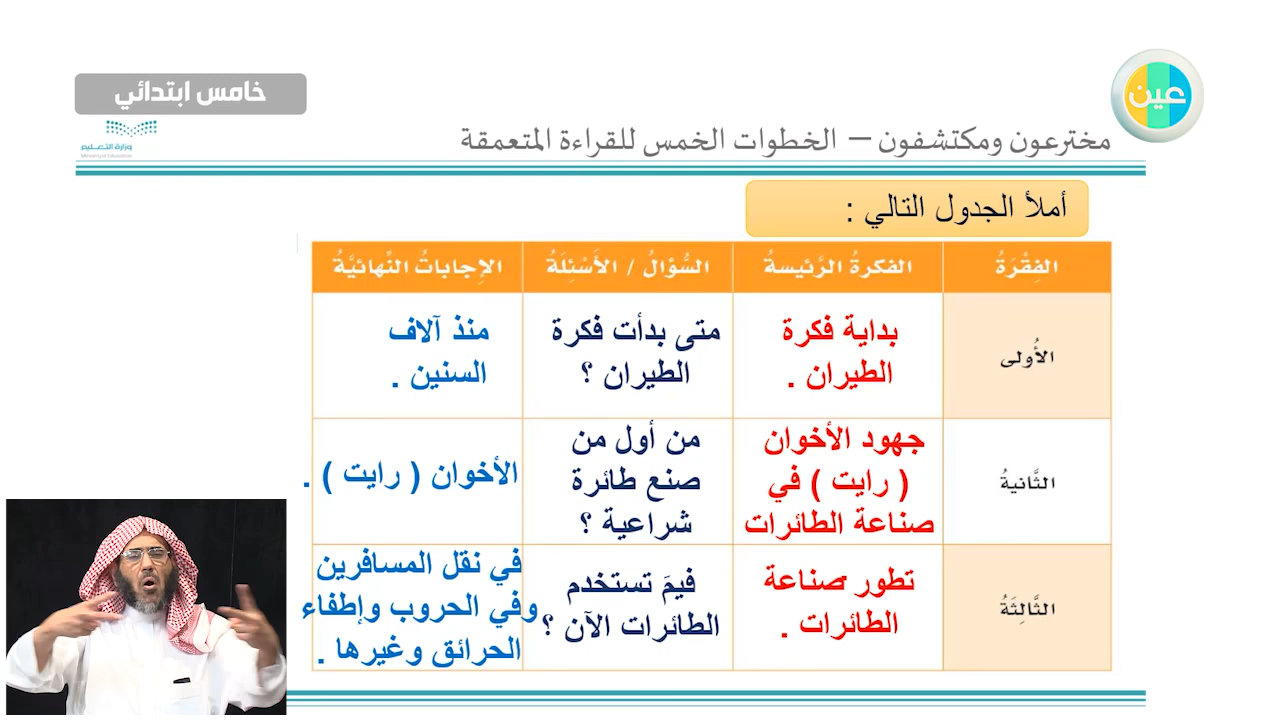 خامس ابتدائي
عين
وزارة التعليم
Ministry of Education
مخترعون ومكتشفون – الخطوات الخمس للقراءة المتعمقة
أملأ الجدول التالي :
الفِقْرَةُ
الفكرةُ الرَّئيسةُ
السُّؤالُ / الأَسْئِلَةُ
الإِجاباتُ النِّهائيَّةُ
الأُولى
بداية فكرة
الطيران .
متى بدأت فكرة
الطيران ؟
منذ آلاف
السنين .
الثَّانيةُ
جهود الأخوان
( رايت ) في
صناعة الطائرات
من أول من
صنع طائرة
شراعية ؟
الأخوان ( رايت ) .
الثَّالِثَةُ
تطور صناعة
الطائرات .
فيمَ تستخدم
الطائرات الآن ؟
في نقل المسافرين
وفي الحروب وإطفاء
الحرائق وغيرها .